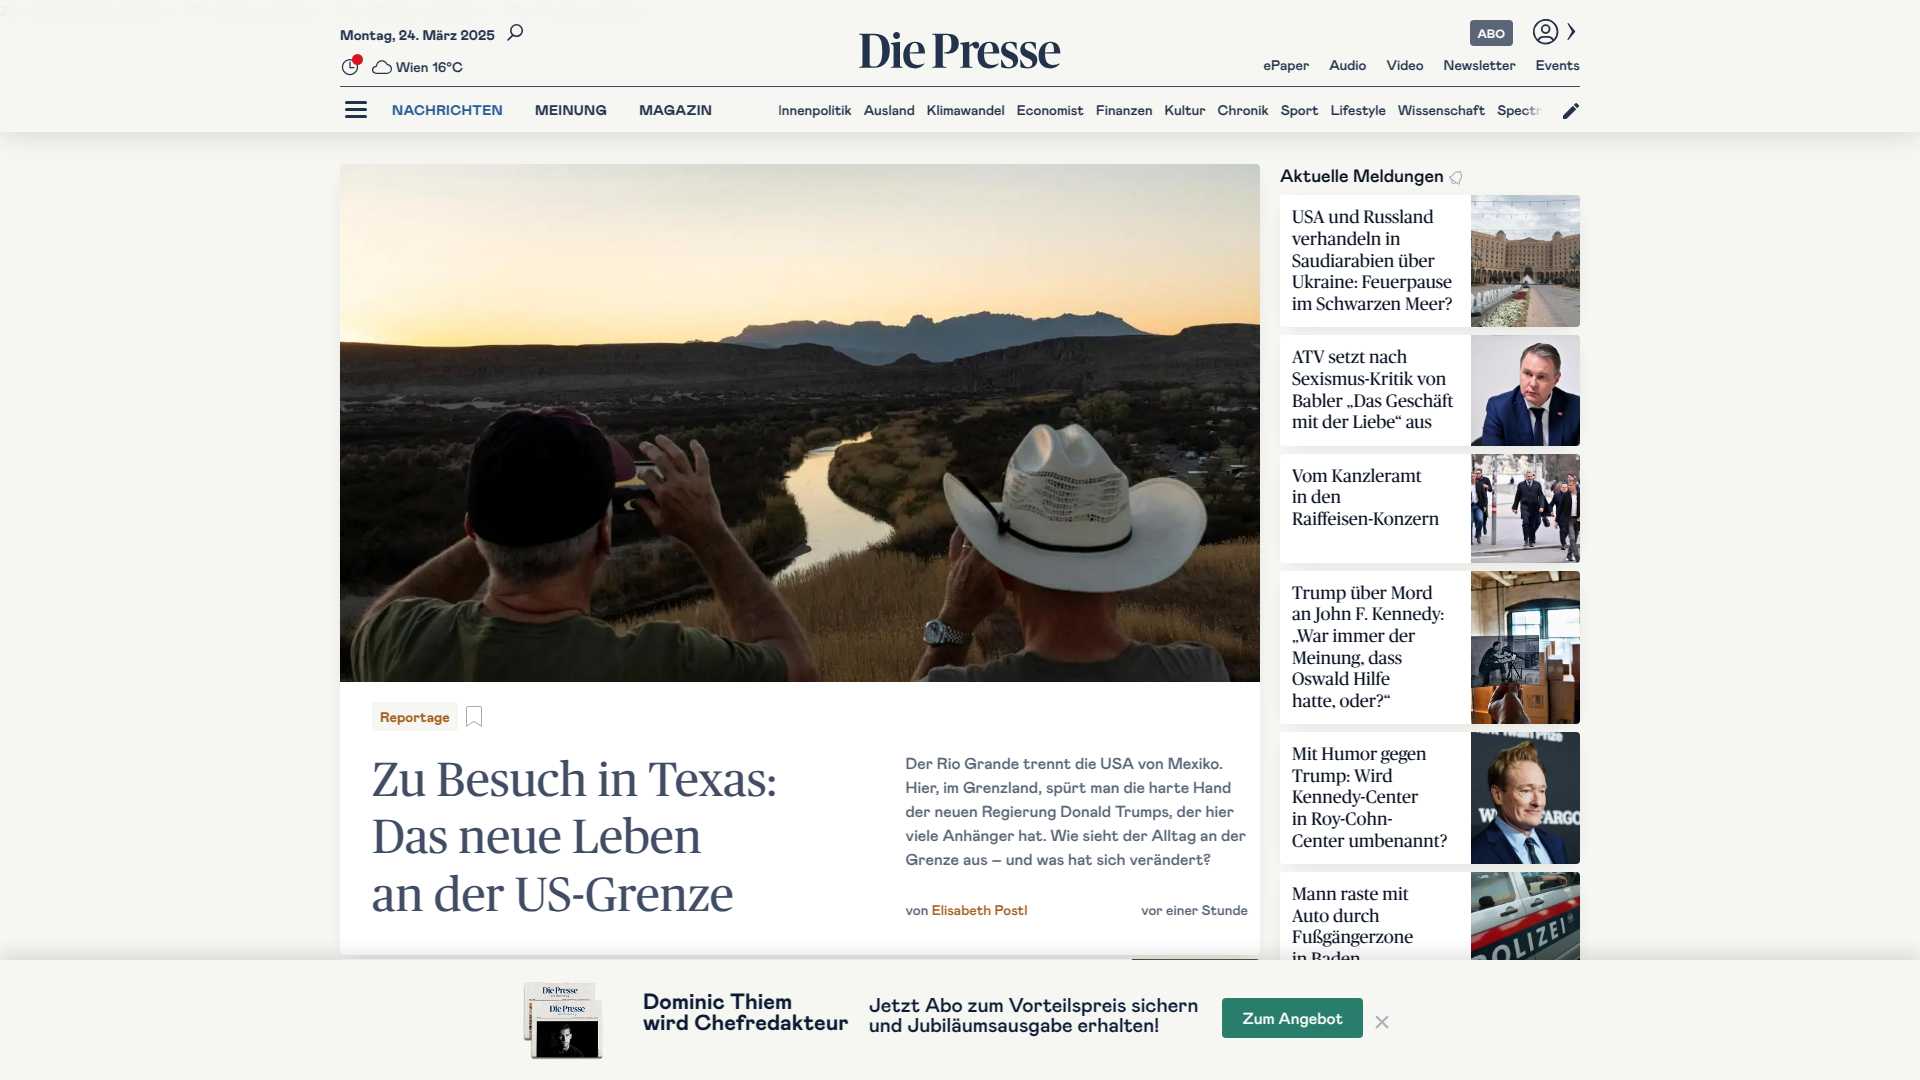 Montag, 24. März 2025
Wien 16°C
Die Presse
ABO
ePaper Audio Video Newsletter Events
NACHRICHTEN MEINUNG MAGAZIN
Innenpolitik Ausland Klimawandel Economist Finanzen Kultur Chronik Sport Lifestyle Wissenschaft
Reportage
Zu Besuch in Texas:
Das neue Leben
an der US-Grenze
Der Rio Grande trennt die USA von Mexiko.
Hier, im Grenzland, spürt man die harte Hand
der neuen Regierung Donald Trumps, der hier
viele Anhänger hat. Wie sieht der Alltag an der
Grenze aus – und was hat sich verändert?
von Elisabeth Postl
vor einer Stunde
Aktuelle Meldungen
USA und Russland
verhandeln in
Saudiarabien über
Ukraine: Feuerpause
im Schwarzen Meer?
ATV setzt nach
Sexismus-Kritik von
Babler „Das Geschäft
mit der Liebe“ aus
Vom Kanzleramt
in den
Raiffeisen-Konzern
Trump über Mord
an John F. Kennedy:
„War immer der
Meinung, dass
Oswald Hilfe
hatte, oder?“
Mit Humor gegen
Trump: Wird
Kennedy-Center
in Roy-Cohn-
Center umbenannt?
Mann raste mit
Auto durch
Fußgängerzone
in Baden
POLIZEI
Die Presse
Die Presse
Dominic Thiem
wird Chefredakteur
Jetzt Abo zum Vorteilspreis sichern
und Jubiläumsausgabe erhalten!
Zum Angebot